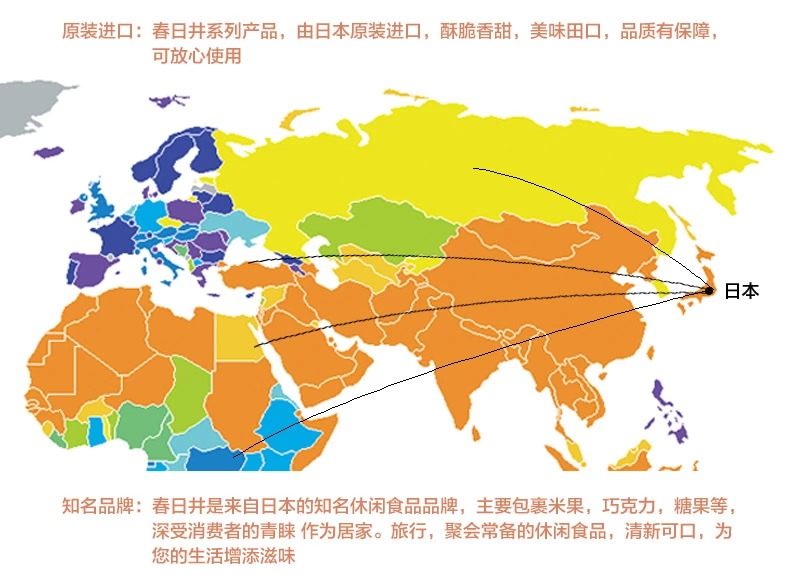 原装进口：春日井系列产品，由日本原装进口，酥脆香甜，美味田口，品质有保障，
可放心使用
日本
知名品牌：春日井是来自日本的知名休闲食品品牌，主要包裹米果，巧克力，糖果等，
深受消费者的青睐 作为居家。旅行，聚会常备的休闲食品，清新可口，为
您的生活增添滋味